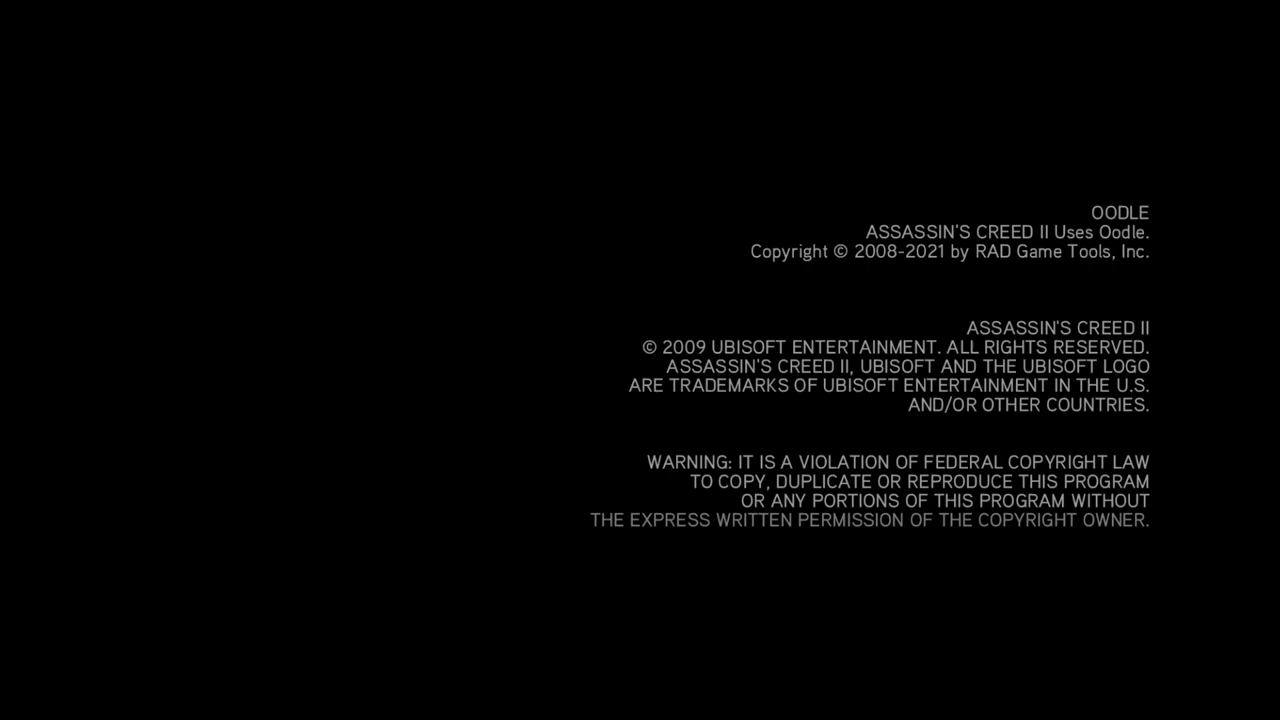 OODLE
ASSASSIN'S CREED II Uses Oodle.
Copyright © 2008-2021 by RAD Game Tools, Inc.
ASSASSIN'S CREED II
© 2009 UBISOFT ENTERTAINMENT. ALL RIGHTS RESERVED.
ASSASSIN'S CREED II, UBISOFT AND THE UBISOFT LOGO
ARE TRADEMARKS OF UBISOFT ENTERTAINMENT IN THE U.S.
AND/OR OTHER COUNTRIES.
WARNING: IT IS A VIOLATION OF FEDERAL COPYRIGHT LAW
TO COPY, DUPLICATE OR REPRODUCE THIS PROGRAM
OR ANY PORTIONS OF THIS PROGRAM WITHOUT
THE EXPRESS WRITTEN PERMISSION OF THE COPYRIGHT OWNER.